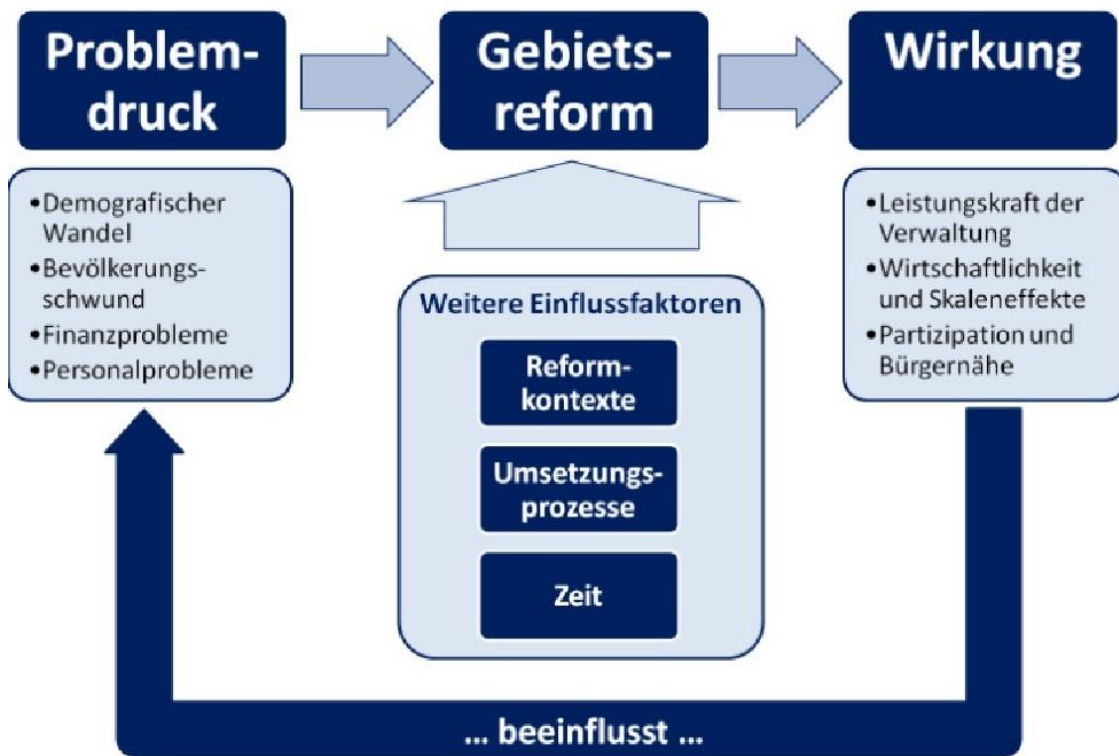 Problem-
druck
Gebiets-
reform
Wirkung
•Demografischer
Wandel
•Bevölkerungs-
schwund
•Finanzprobleme
•Personalprobleme
Weitere Einflussfaktoren
Reform-
kontexte
Umsetzungs-
prozesse
Zeit
•Leistungskraft der
Verwaltung
•Wirtschaftlichkeit
und Skaleneffekte
•Partizipation und
Bürgernähe
... beeinflusst ...